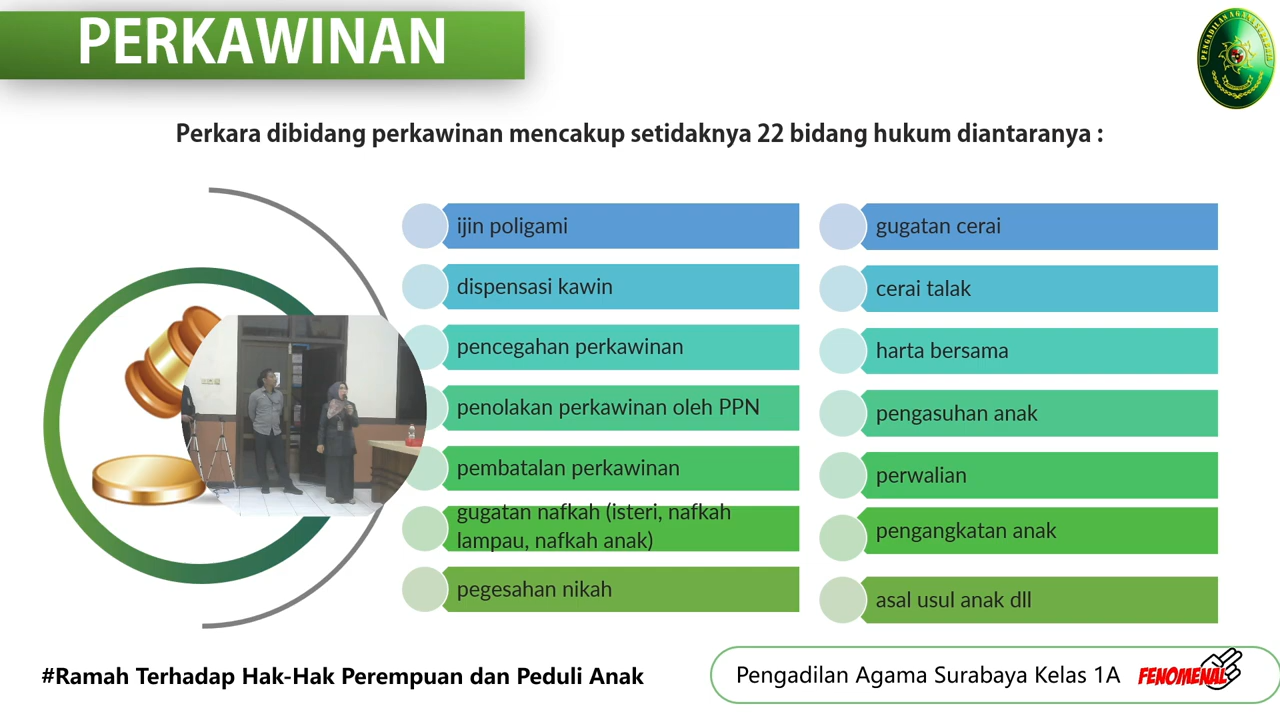 PERKAWINAN
PENGADILAN AGAMA SURABAYA
Perkara dibidang perkawinan mencakup setidaknya 22 bidang hukum diantaranya :
ijin poligami
dispensasi kawin
pencegahan perkawinan
penolakan perkawinan oleh PPN
pembatalan perkawinan
gugatan nafkah (isteri, nafkah
lampau, nafkah anak)
pegesahan nikah
gugatan cerai
cerai talak
harta bersama
pengasuhan anak
perwalian
pengangkatan anak
asal usul anak dll
#Ramah Terhadap Hak-Hak Perempuan dan Peduli Anak
Pengadilan Agama Surabaya Kelas 1A
FENOMENAL